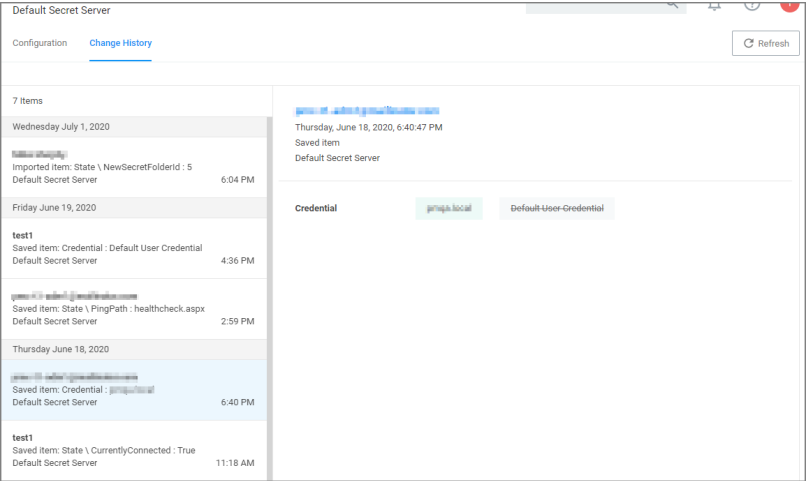 Default Secret Server
Configuration
Change History
Refresh
7 Items
Wednesday July 1, 2020
Imported item: State \ NewSecretFolderId : 5
Default Secret Server
6:04 PM
Friday June 19, 2020
test1
Saved item: Credential : Default User Credential
Default Secret Server
4:36 PM
Saved item: State \ PingPath : healthcheck.aspx
Default Secret Server
2:59 PM
Thursday June 18, 2020
Saved item: Credential :
Default Secret Server
6:40 PM
test1
Saved item: State \ CurrentlyConnected : True
Default Secret Server
11:18 AM
Thursday, June 18, 2020, 6:40:47 PM
Saved item
Default Secret Server
Credential
Default User Credential